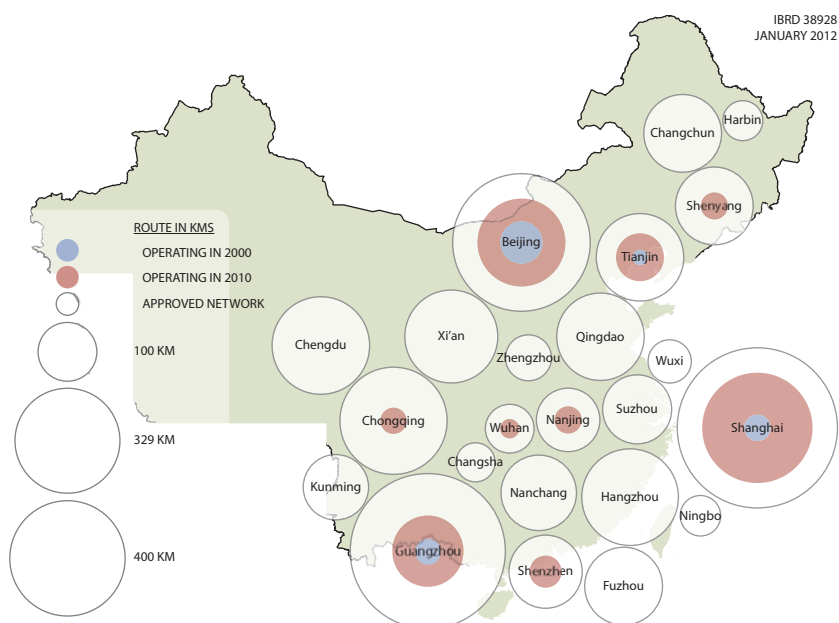 IBRD 38928
JANUARY 2012
Harbin
Changchun
Shenyang
ROUTE IN KMS
OPERATING IN 2000
OPERATING IN 2010
APPROVED NETWORK
100 KM
329 KM
400 KM
Beijing
Tianjin
Chengdu
Xi'an
Qingdao
Zhengzhou
Wuxi
Chongqing
Wuhan
Nanjing
Suzhou
Shanghai
Changsha
Kunming
Nanchang
Hangzhou
Ningbo
Guangzhou
Shenzhen
Fuzhou